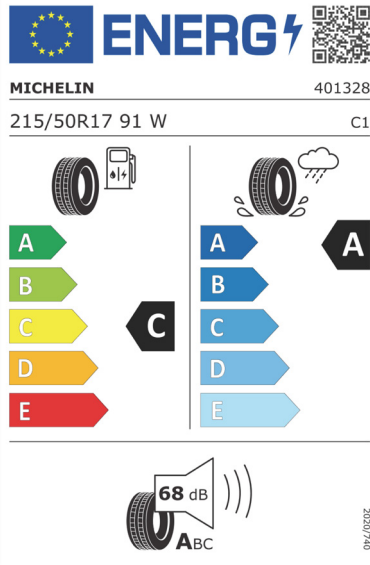 ENERG
MICHELIN 401328
215/50R17 91 W C1
A A A
B B
C C C
D D
E E
68 dB
ABC
2020/740